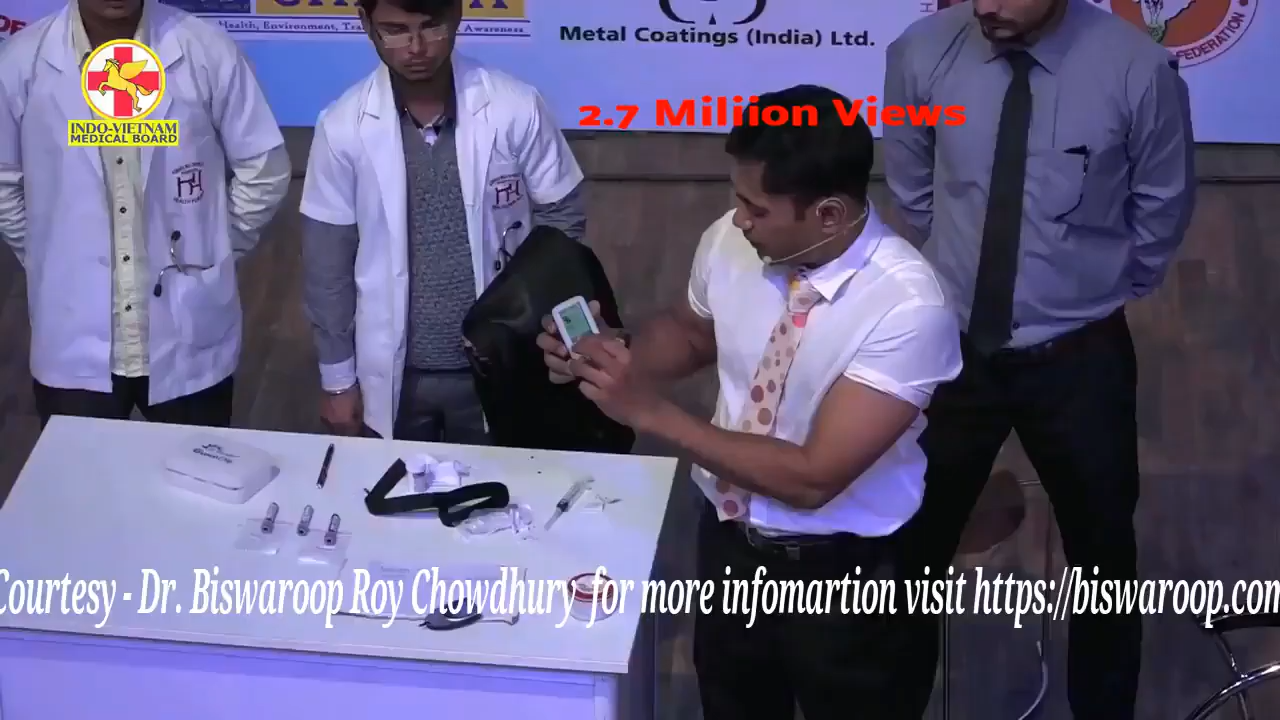 Health, Environment, Tra
Awareness
Metal Coatings (India) Ltd.
FEDERATION
INDO-VIETNAM
MEDICAL BOARD
2.7 Miliion Views
Courtesy - Dr. Biswaroop Roy Chowdhury for more infomartion visit https://biswaroop.com